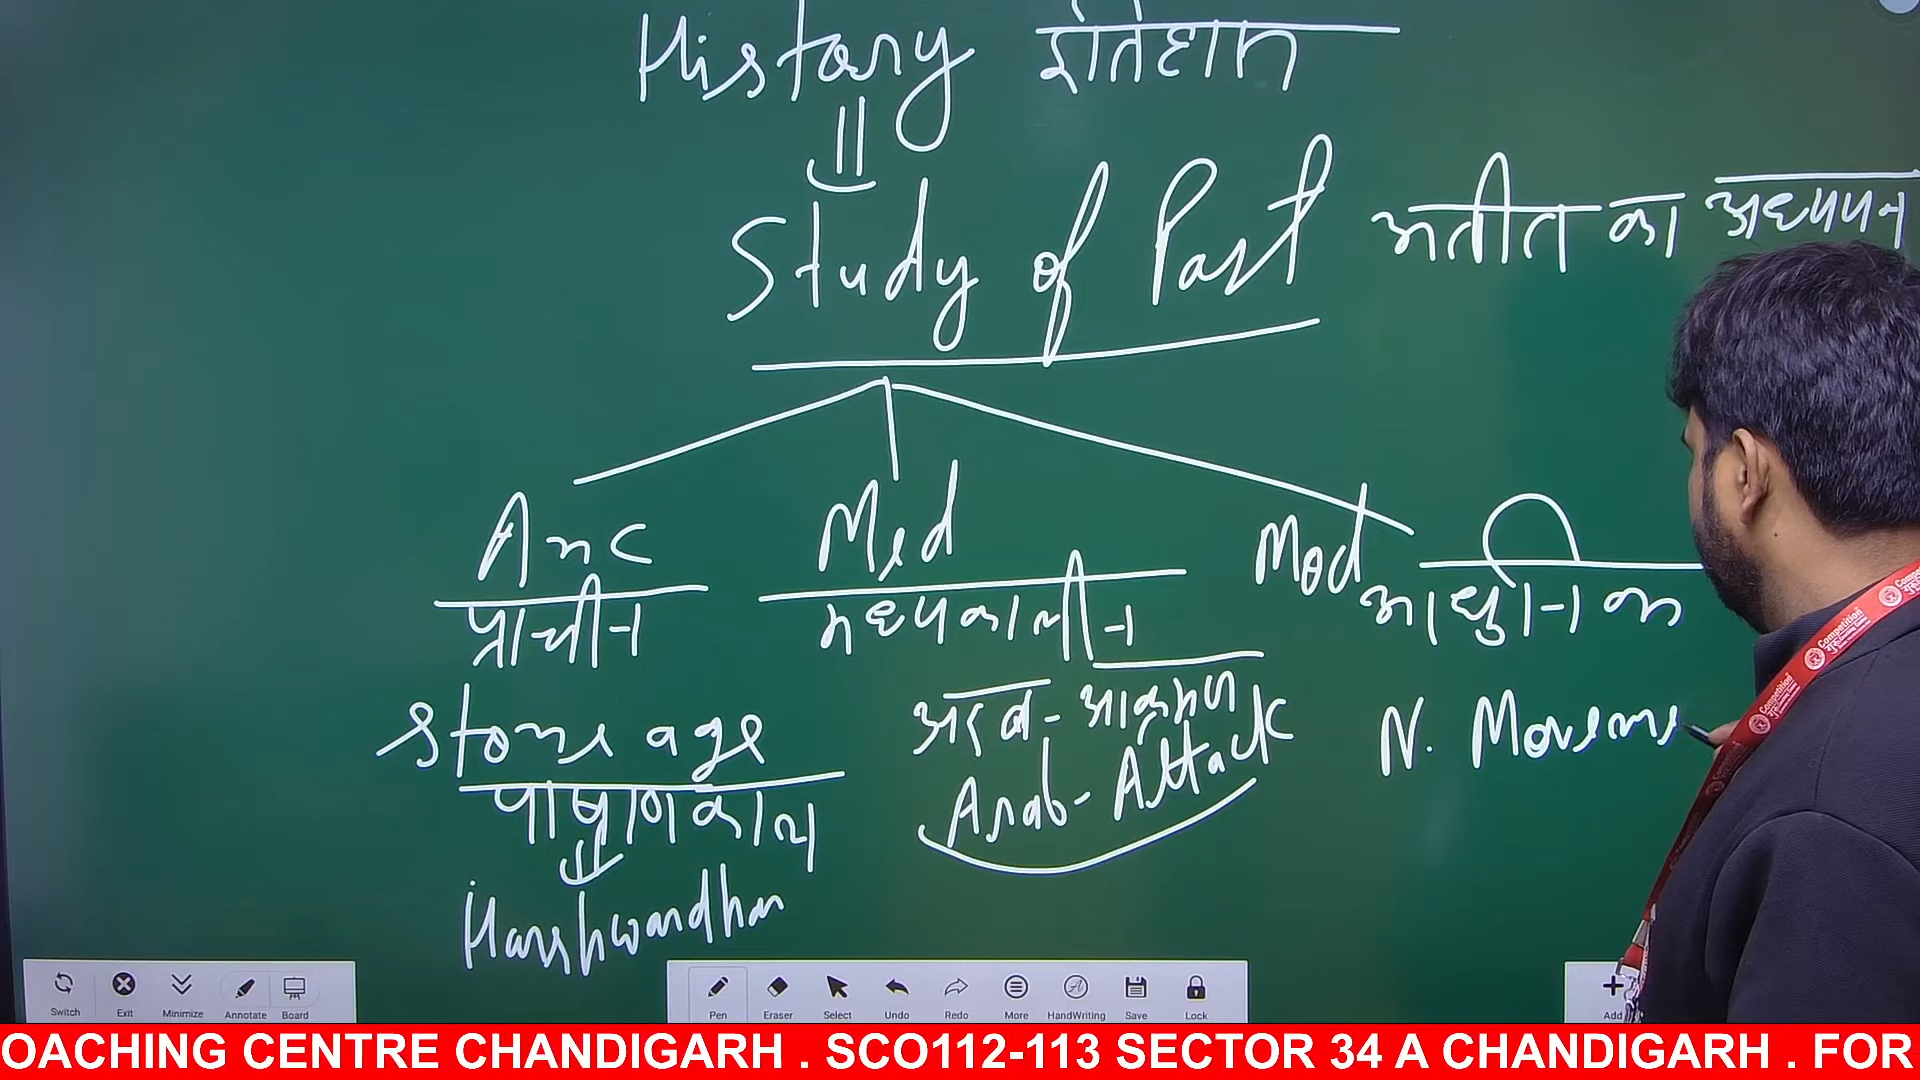 History इतिहास
Study of Past अतीत का अध्ययन
Anc Med Mod
प्राचीन मध्यकालीन आधुनिक
Stone age अरब-आक्रमण N. Moveme
पाषाणकाल Arab-Attack
Harshwardhan
Switch Exit Minimize Annotate Board Pen Eraser Select Undo Redo More HandWriting Save Lock Add
Competition
OACHING CENTRE CHANDIGARH . SCO112-113 SECTOR 34 A CHANDIGARH . FOR